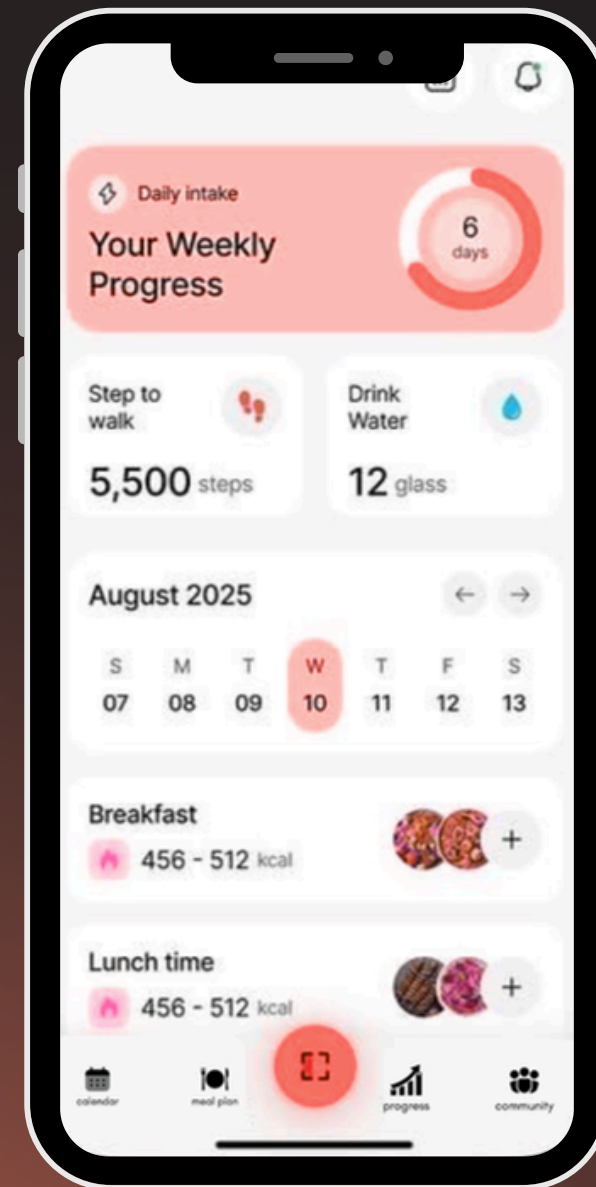 Daily intake
Your Weekly
Progress
6
days
Step to
walk
5,500 steps
Drink
Water
12 glass
August 2025
S M T W T F S
07 08 09 10 11 12 13
Breakfast
456 - 512 kcal
Lunch time
456 - 512 kcal
calendar
meal plan
progress
community